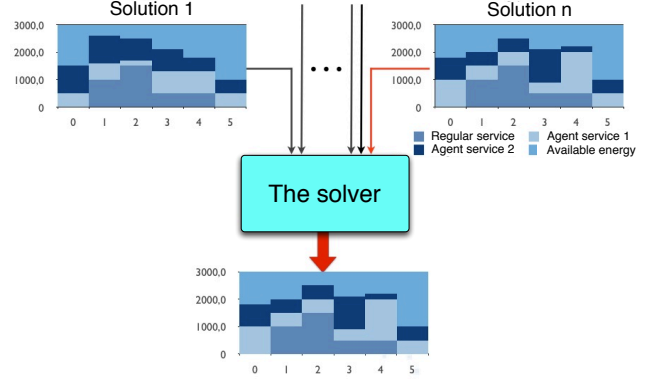 Solution 1
Solution n
3000,0
2000,0
1000,0
0
0 1 2 3 4 5
3000,0
2000,0
1000,0
0
0 1 2 3 4 5
Regular service
Agent service 1
Agent service 2
Available energy
The solver
3000,0
2000,0
1000,0
0
0 1 2 3 4 5